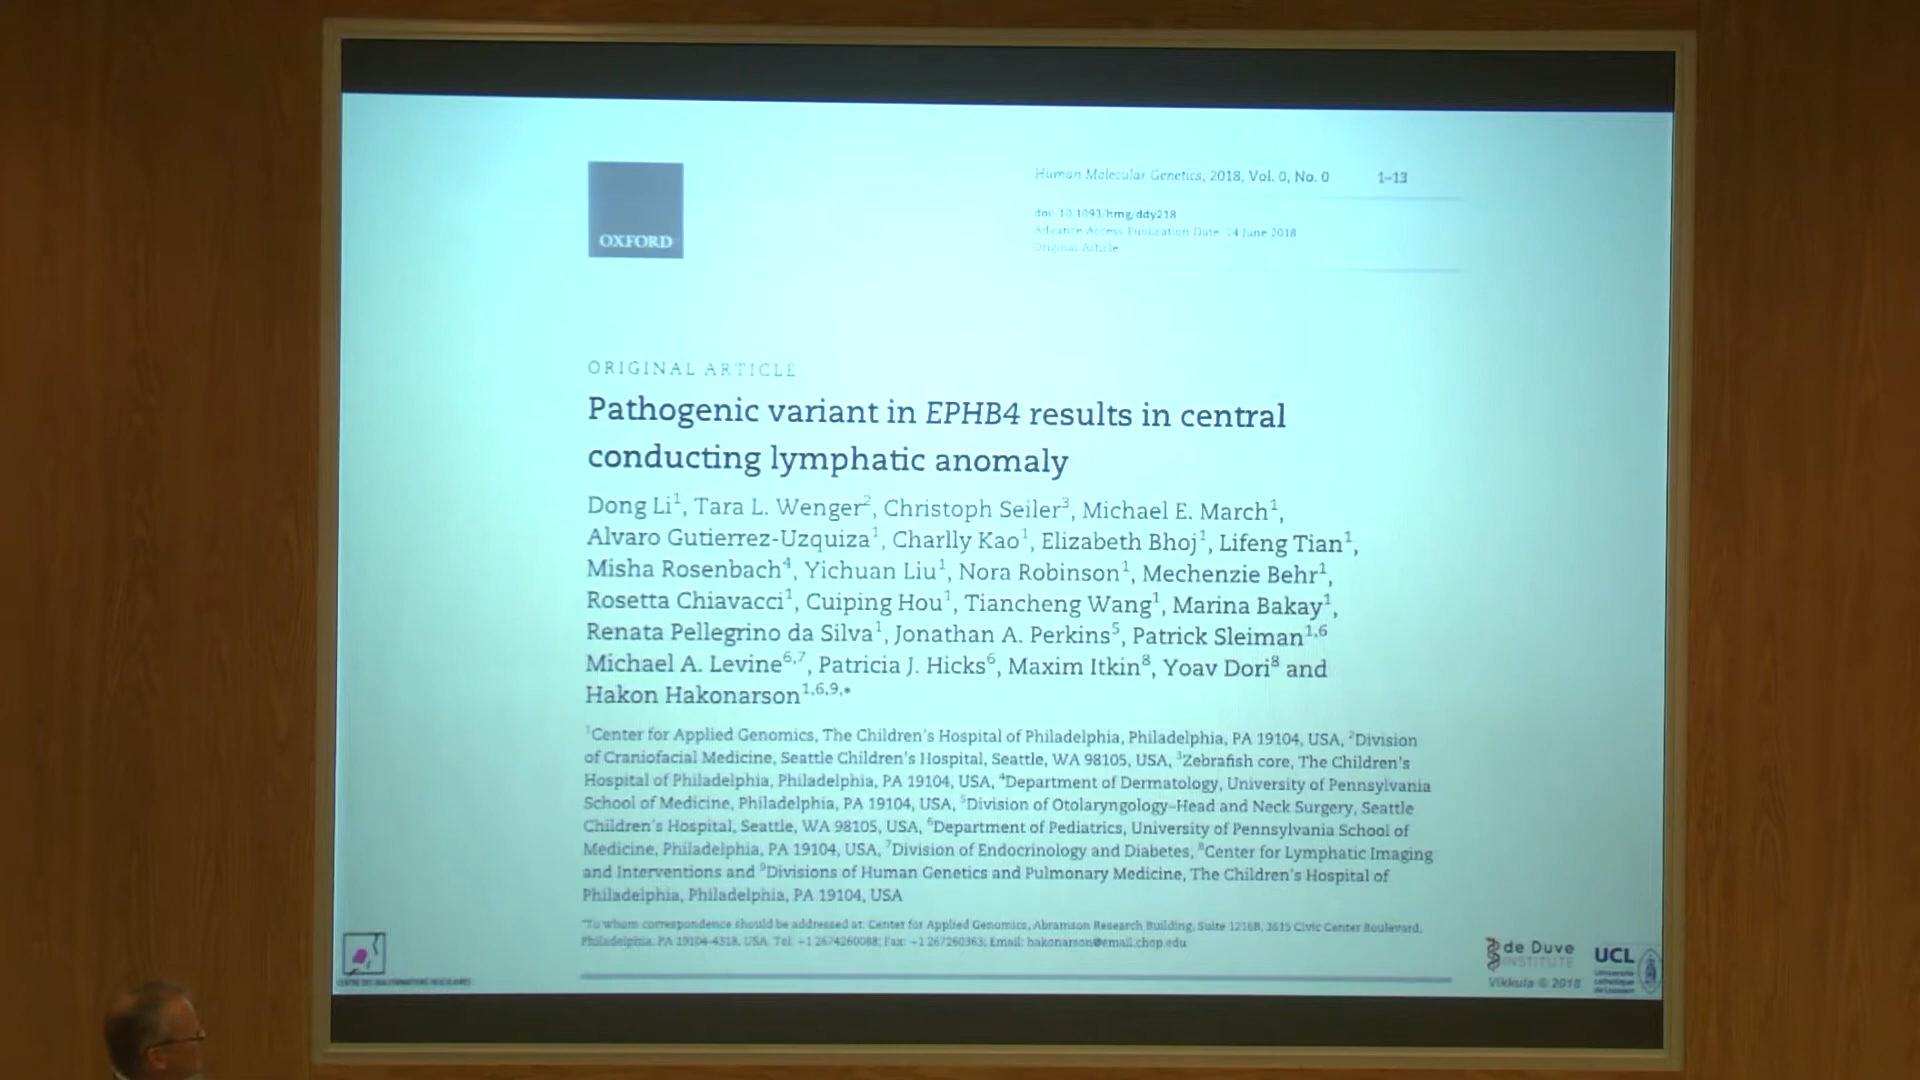 OXFORD
Human Molecular Genetics, 2018, Vol. 0, No. 0 1–13
doi: 10.1093/hmg/ddy218
Advance Access Publication Date: 14 June 2018
Original Article
ORIGINAL ARTICLE
Pathogenic variant in EPHB4 results in central
conducting lymphatic anomaly
Dong Li1, Tara L. Wenger2, Christoph Seiler3, Michael E. March1,
Alvaro Gutierrez-Uzquiza1, Charlly Kao1, Elizabeth Bhoj1, Lifeng Tian1,
Misha Rosenbach4, Yichuan Liu1, Nora Robinson1, Mechenzie Behr1,
Rosetta Chiavacci1, Cuiping Hou1, Tiancheng Wang1, Marina Bakay1,
Renata Pellegrino da Silva1, Jonathan A. Perkins5, Patrick Sleiman1,6
Michael A. Levine6,7, Patricia J. Hicks6, Maxim Itkin8, Yoav Dori8 and
Hakon Hakonarson1,6,9,*
1Center for Applied Genomics, The Children's Hospital of Philadelphia, Philadelphia, PA 19104, USA, 2Division
of Craniofacial Medicine, Seattle Children's Hospital, Seattle, WA 98105, USA, 3Zebrafish core, The Children's
Hospital of Philadelphia, Philadelphia, PA 19104, USA, 4Department of Dermatology, University of Pennsylvania
School of Medicine, Philadelphia, PA 19104, USA, 5Division of Otolaryngology–Head and Neck Surgery, Seattle
Children's Hospital, Seattle, WA 98105, USA, 6Department of Pediatrics, University of Pennsylvania School of
Medicine, Philadelphia, PA 19104, USA, 7Division of Endocrinology and Diabetes, 8Center for Lymphatic Imaging
and Interventions and 9Divisions of Human Genetics and Pulmonary Medicine, The Children's Hospital of
Philadelphia, Philadelphia, PA 19104, USA
*To whom correspondence should be addressed at: Center for Applied Genomics, Abramson Research Building, Suite 1216B, 3615 Civic Center Boulevard,
Philadelphia, PA 19104-4318, USA. Tel: +1 2674260088; Fax: +1 267260363; Email: hakonarson@email.chop.edu
CENTRE DES MALFORMATIONS VASCULAIRES
de Duve
INSTITUTE
Vikkula © 2018
UCL
Université
catholique
de Louvain